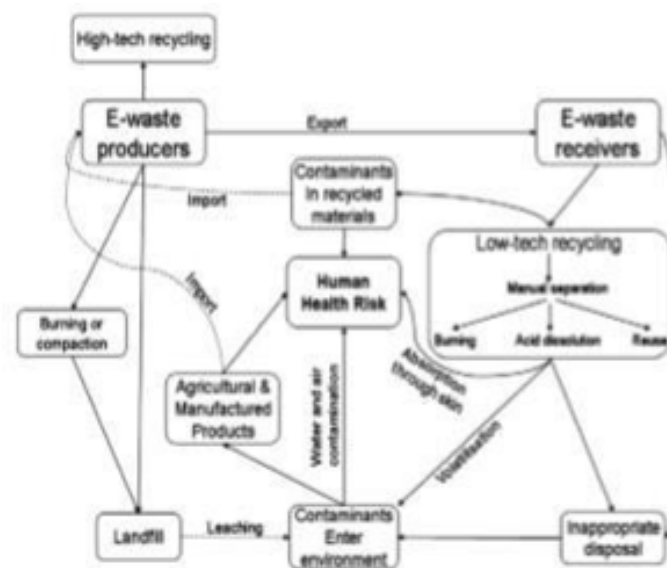 High-tech recycling
E-waste
producers
Export
E-waste
receivers
Contaminants
In recycled
materials
Import
Low-tech recycling
Manual separation
Burning
Acid dissolution
Reuse
Human
Health Risk
Import
Burning or
compaction
Absorption
through skin
Agricultural &
Manufactured
Products
Water and air
contamination
Volatilisation
Landfill
Leaching
Contaminants
Enter
environment
Inappropriate
disposal